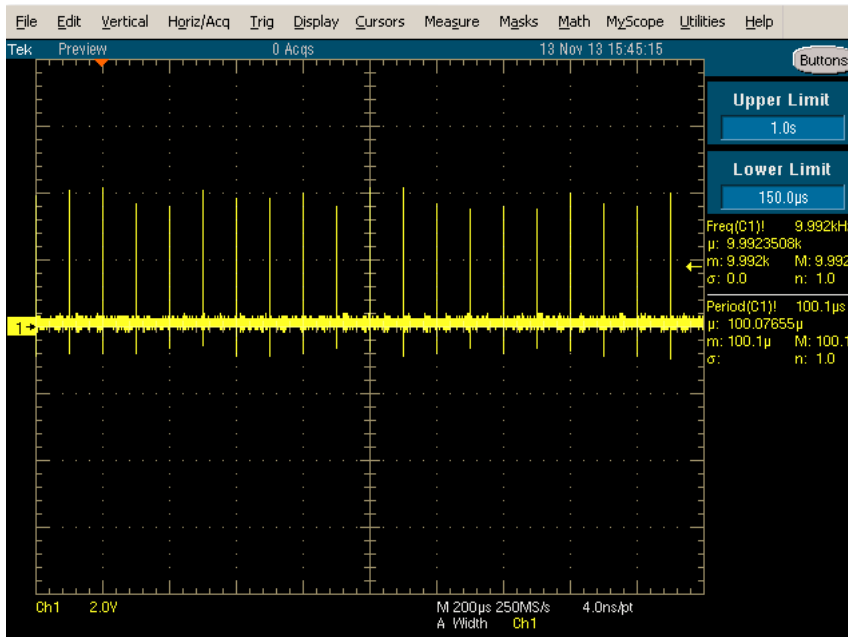 File Edit Vertical Horiz/Acq Trig Display Cursors Measure Masks Math MyScope Utilities Help
Tek Preview 0 Acqs 13 Nov 13 15:45:15
Buttons
Upper Limit
1.0s
Lower Limit
150.0µs
Freq(C1)! 9.992kHz
µ: 9.9923508k
m: 9.992k M: 9.992
σ: 0.0 n: 1.0
Period(C1)! 100.1µs
µ: 100.07655µ
m: 100.1µ M: 100.1
σ: n: 1.0
1
Ch1 2.0V M 200µs 250MS/s 4.0ns/pt
A Width Ch1